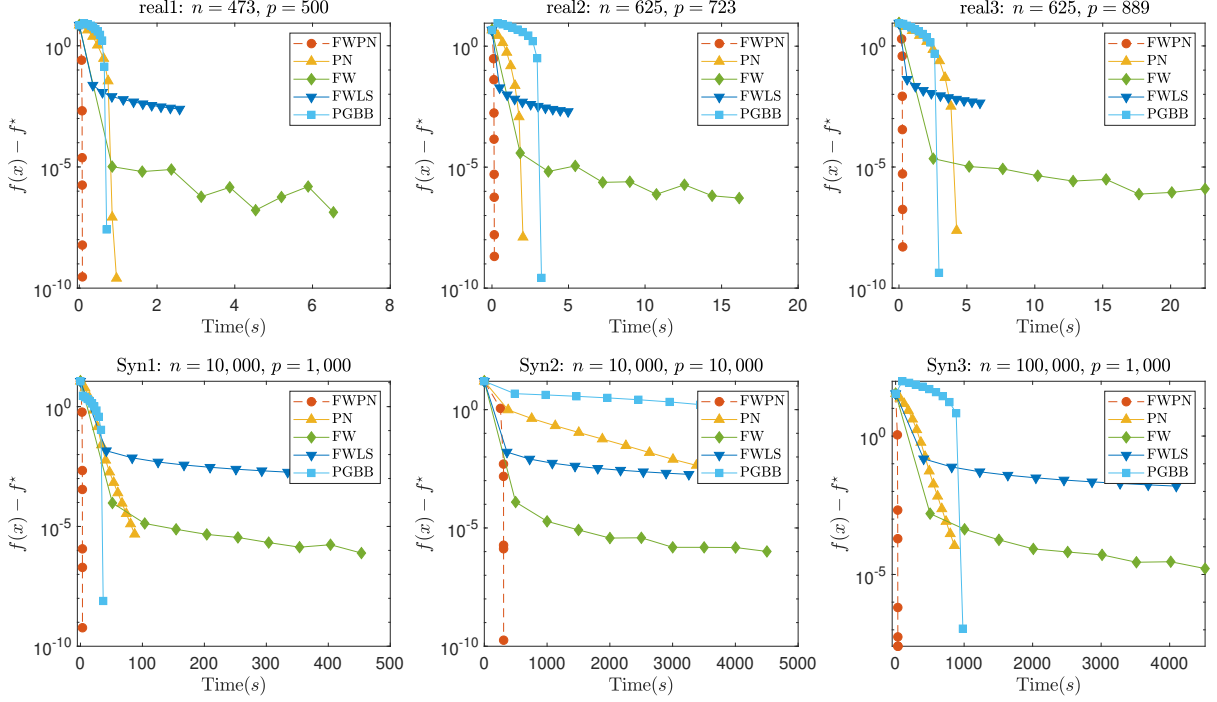 real1: n = 473, p = 500
10^0
10^-5
10^-10
f(x) − f*
0 2 4 6 8
Time(s)
FWPN
PN
FW
FWLS
PGBB
real2: n = 625, p = 723
10^0
10^-5
10^-10
f(x) − f*
0 5 10 15 20
Time(s)
FWPN
PN
FW
FWLS
PGBB
real3: n = 625, p = 889
10^0
10^-5
10^-10
f(x) − f*
0 5 10 15 20
Time(s)
FWPN
PN
FW
FWLS
PGBB
Syn1: n = 10,000, p = 1,000
10^0
10^-5
10^-10
f(x) − f*
0 100 200 300 400 500
Time(s)
FWPN
PN
FW
FWLS
PGBB
Syn2: n = 10,000, p = 10,000
10^0
10^-5
10^-10
f(x) − f*
0 1000 2000 3000 4000 5000
Time(s)
FWPN
PN
FW
FWLS
PGBB
Syn3: n = 100,000, p = 1,000
10^0
10^-5
f(x) − f*
0 1000 2000 3000 4000
Time(s)
FWPN
PN
FW
FWLS
PGBB